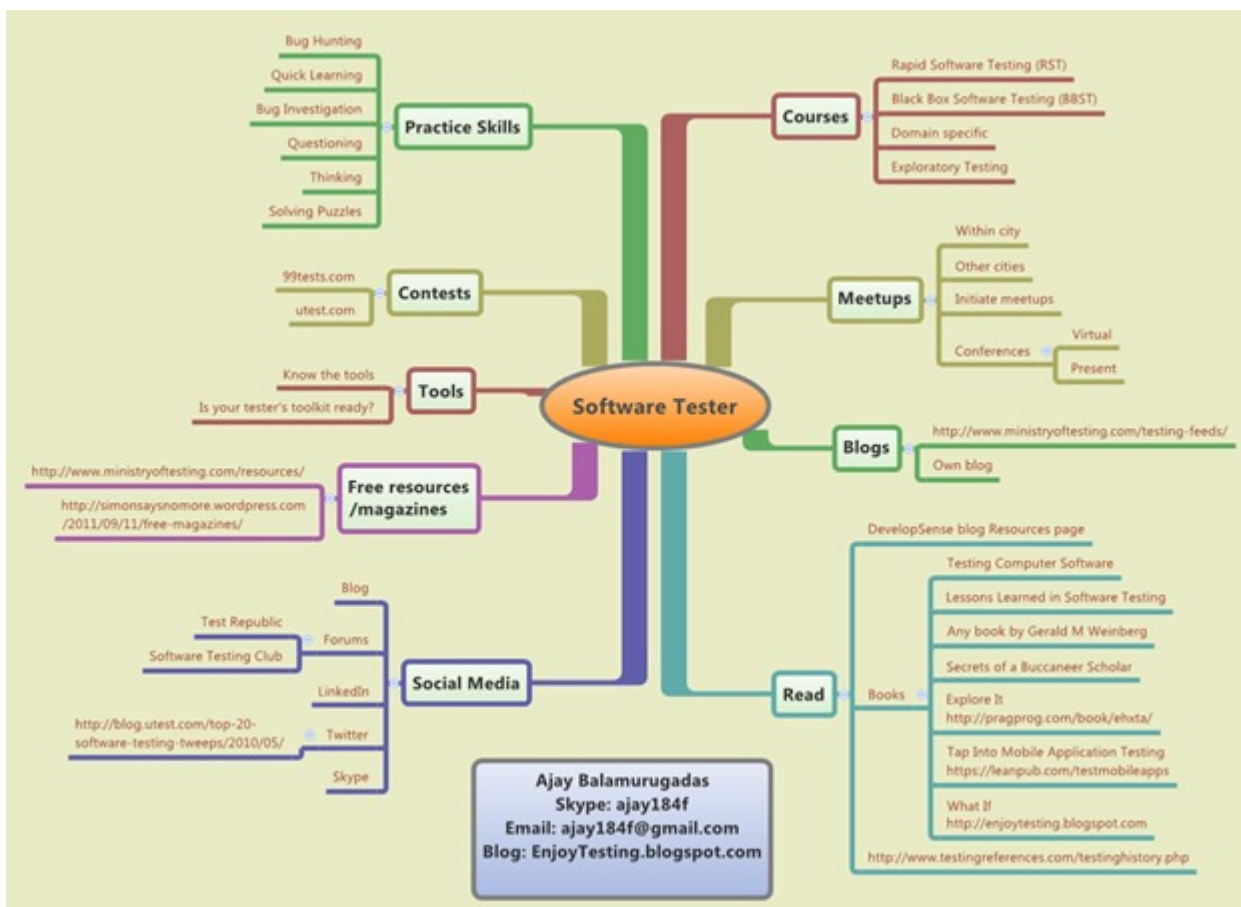 Software Tester
Practice Skills
Bug Hunting
Quick Learning
Bug Investigation
Questioning
Thinking
Solving Puzzles
Contests
99tests.com
utest.com
Tools
Know the tools
Is your tester's toolkit ready?
Free resources
/magazines
http://www.ministryoftesting.com/resources/
http://simonsaysnomore.wordpress.com
/2011/09/11/free-magazines/
Social Media
Blog
Forums
Test Republic
Software Testing Club
LinkedIn
Twitter
http://blog.utest.com/top-20-
software-testing-tweeps/2010/05/
Skype
Courses
Rapid Software Testing (RST)
Black Box Software Testing (BBST)
Domain specific
Exploratory Testing
Meetups
Within city
Other cities
Initiate meetups
Conferences
Virtual
Present
Blogs
http://www.ministryoftesting.com/testing-feeds/
Own blog
Read
DevelopSense blog Resources page
Books
Testing Computer Software
Lessons Learned in Software Testing
Any book by Gerald M Weinberg
Secrets of a Buccaneer Scholar
Explore It
http://pragprog.com/book/ehxta/
Tap Into Mobile Application Testing
https://leanpub.com/testmobileapps
What If
http://enjoytesting.blogspot.com
http://www.testingreferences.com/testinghistory.php
Ajay Balamurugadas
Skype: ajay184f
Email: ajay184f@gmail.com
Blog: EnjoyTesting.blogspot.com